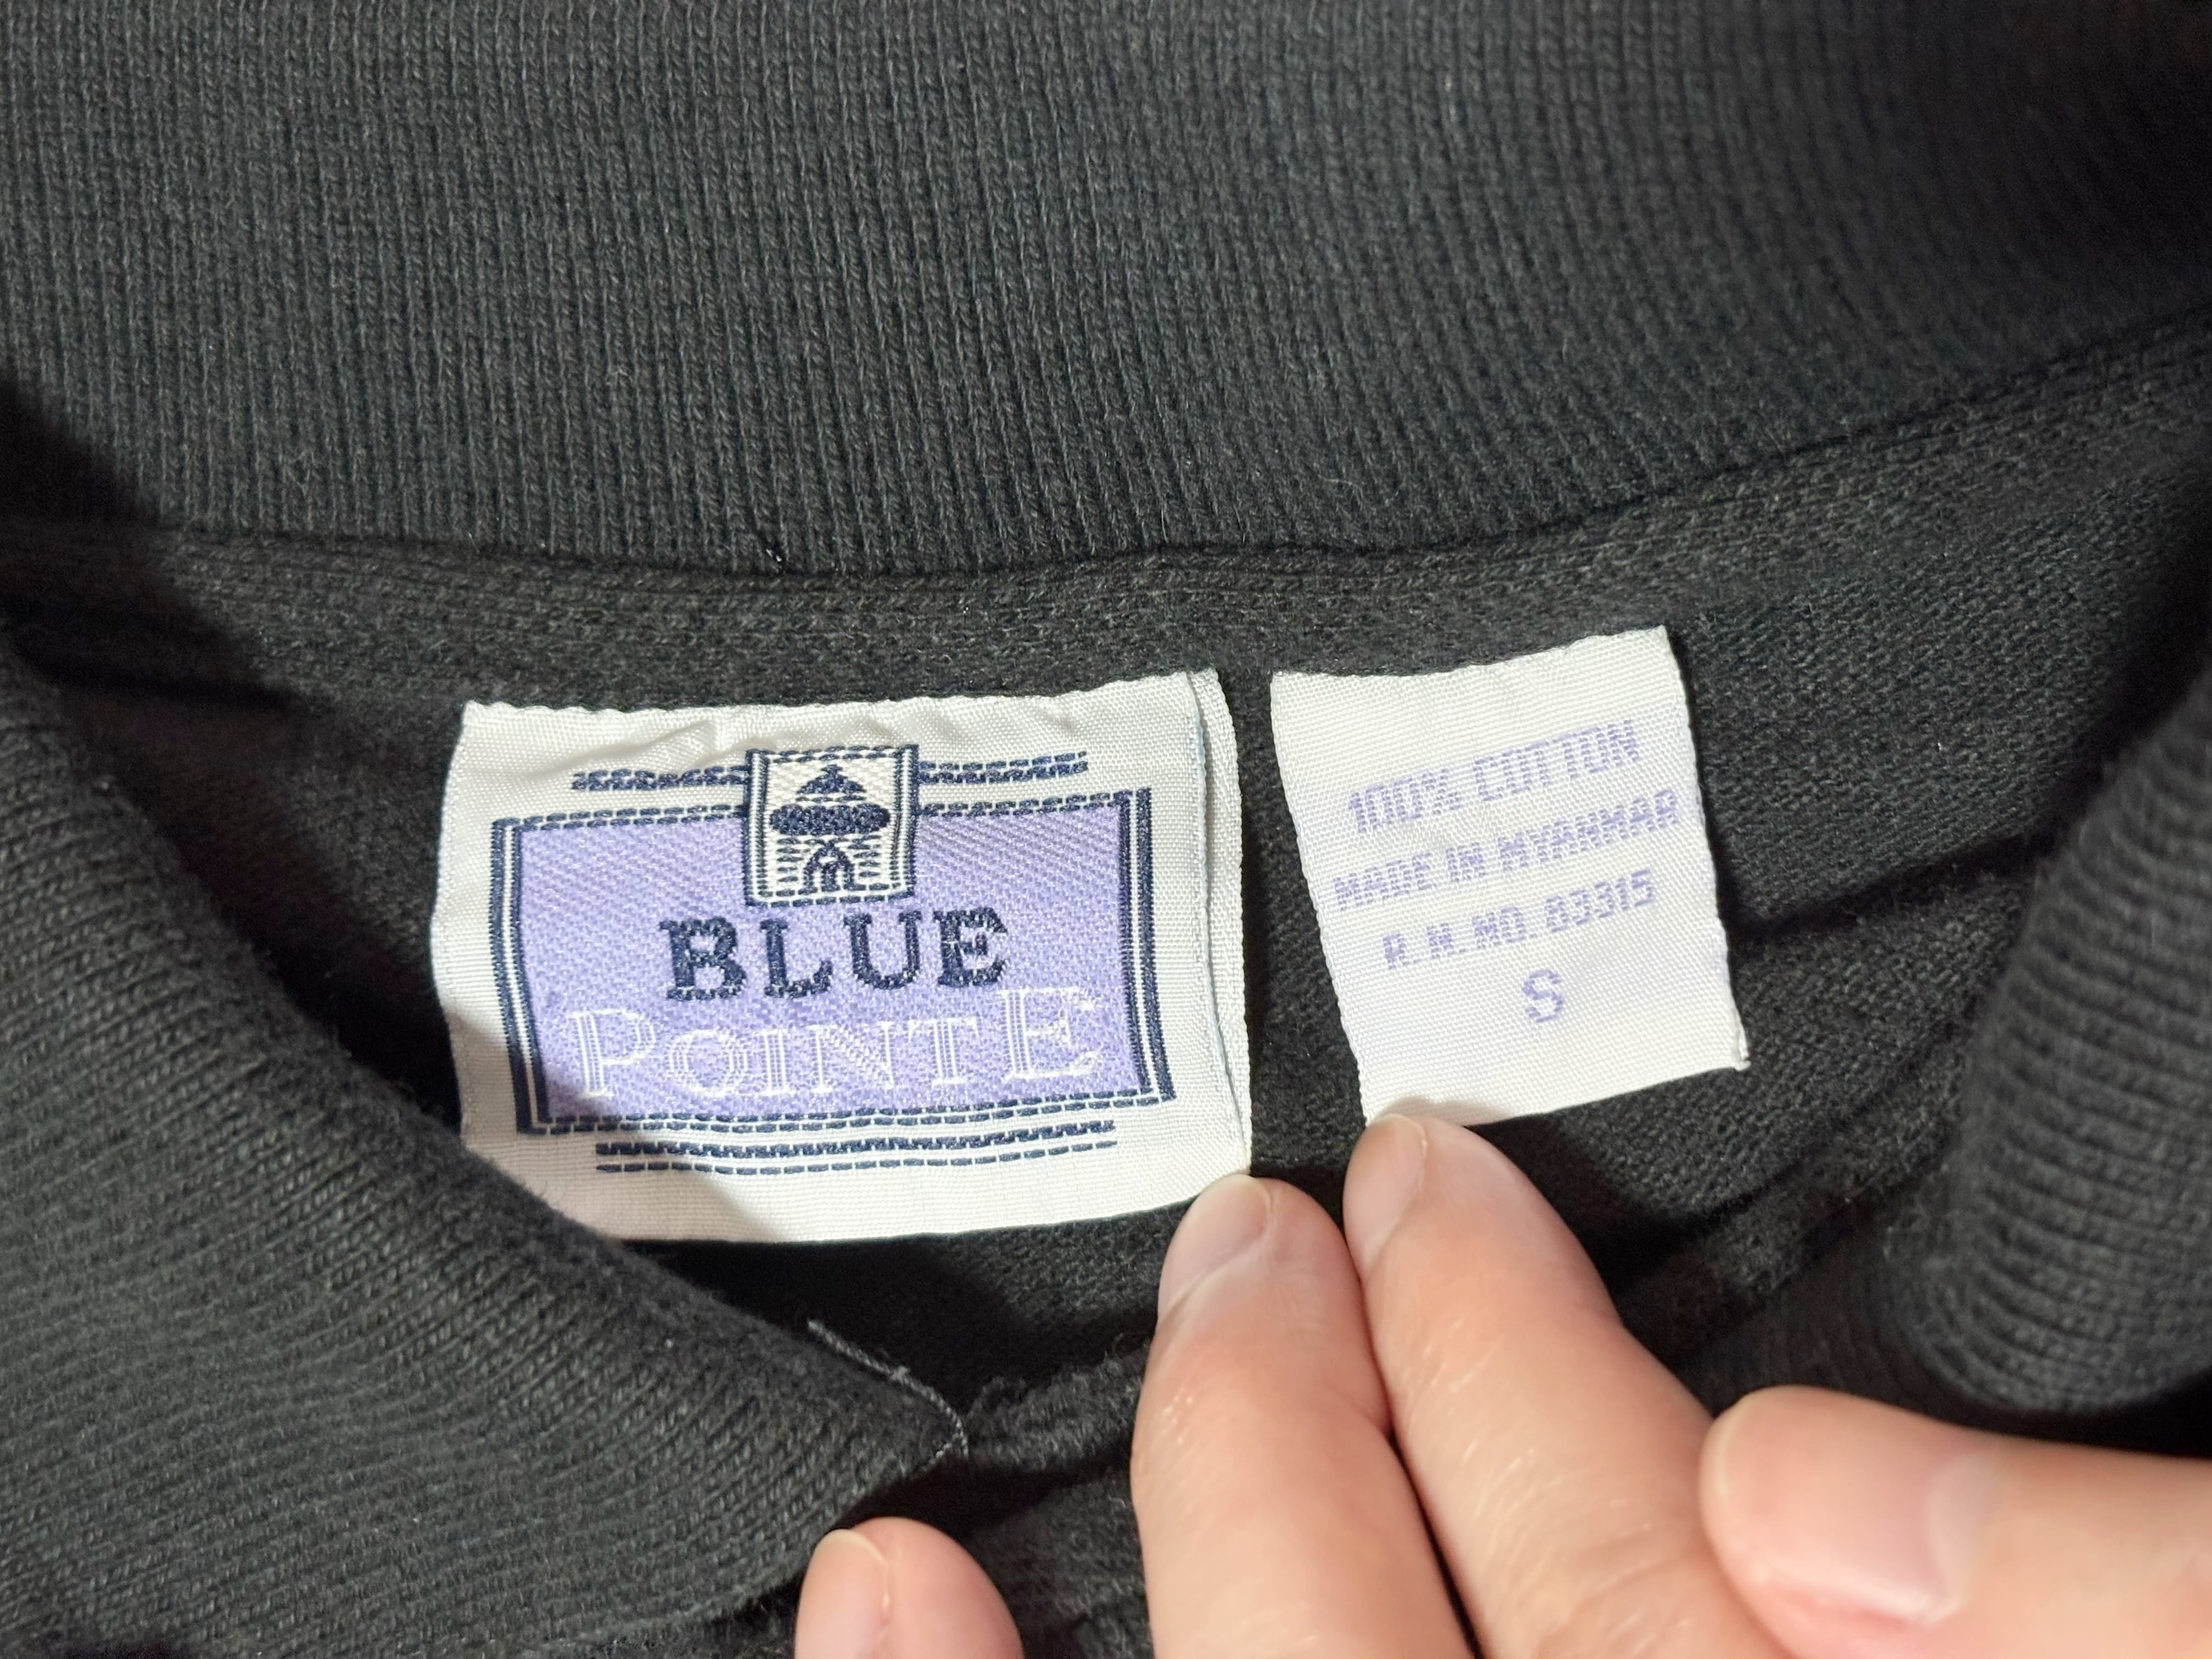 BLUE
POINTE
100% COTTON
MADE IN MYANMAR
R. N. NO. 83315
S